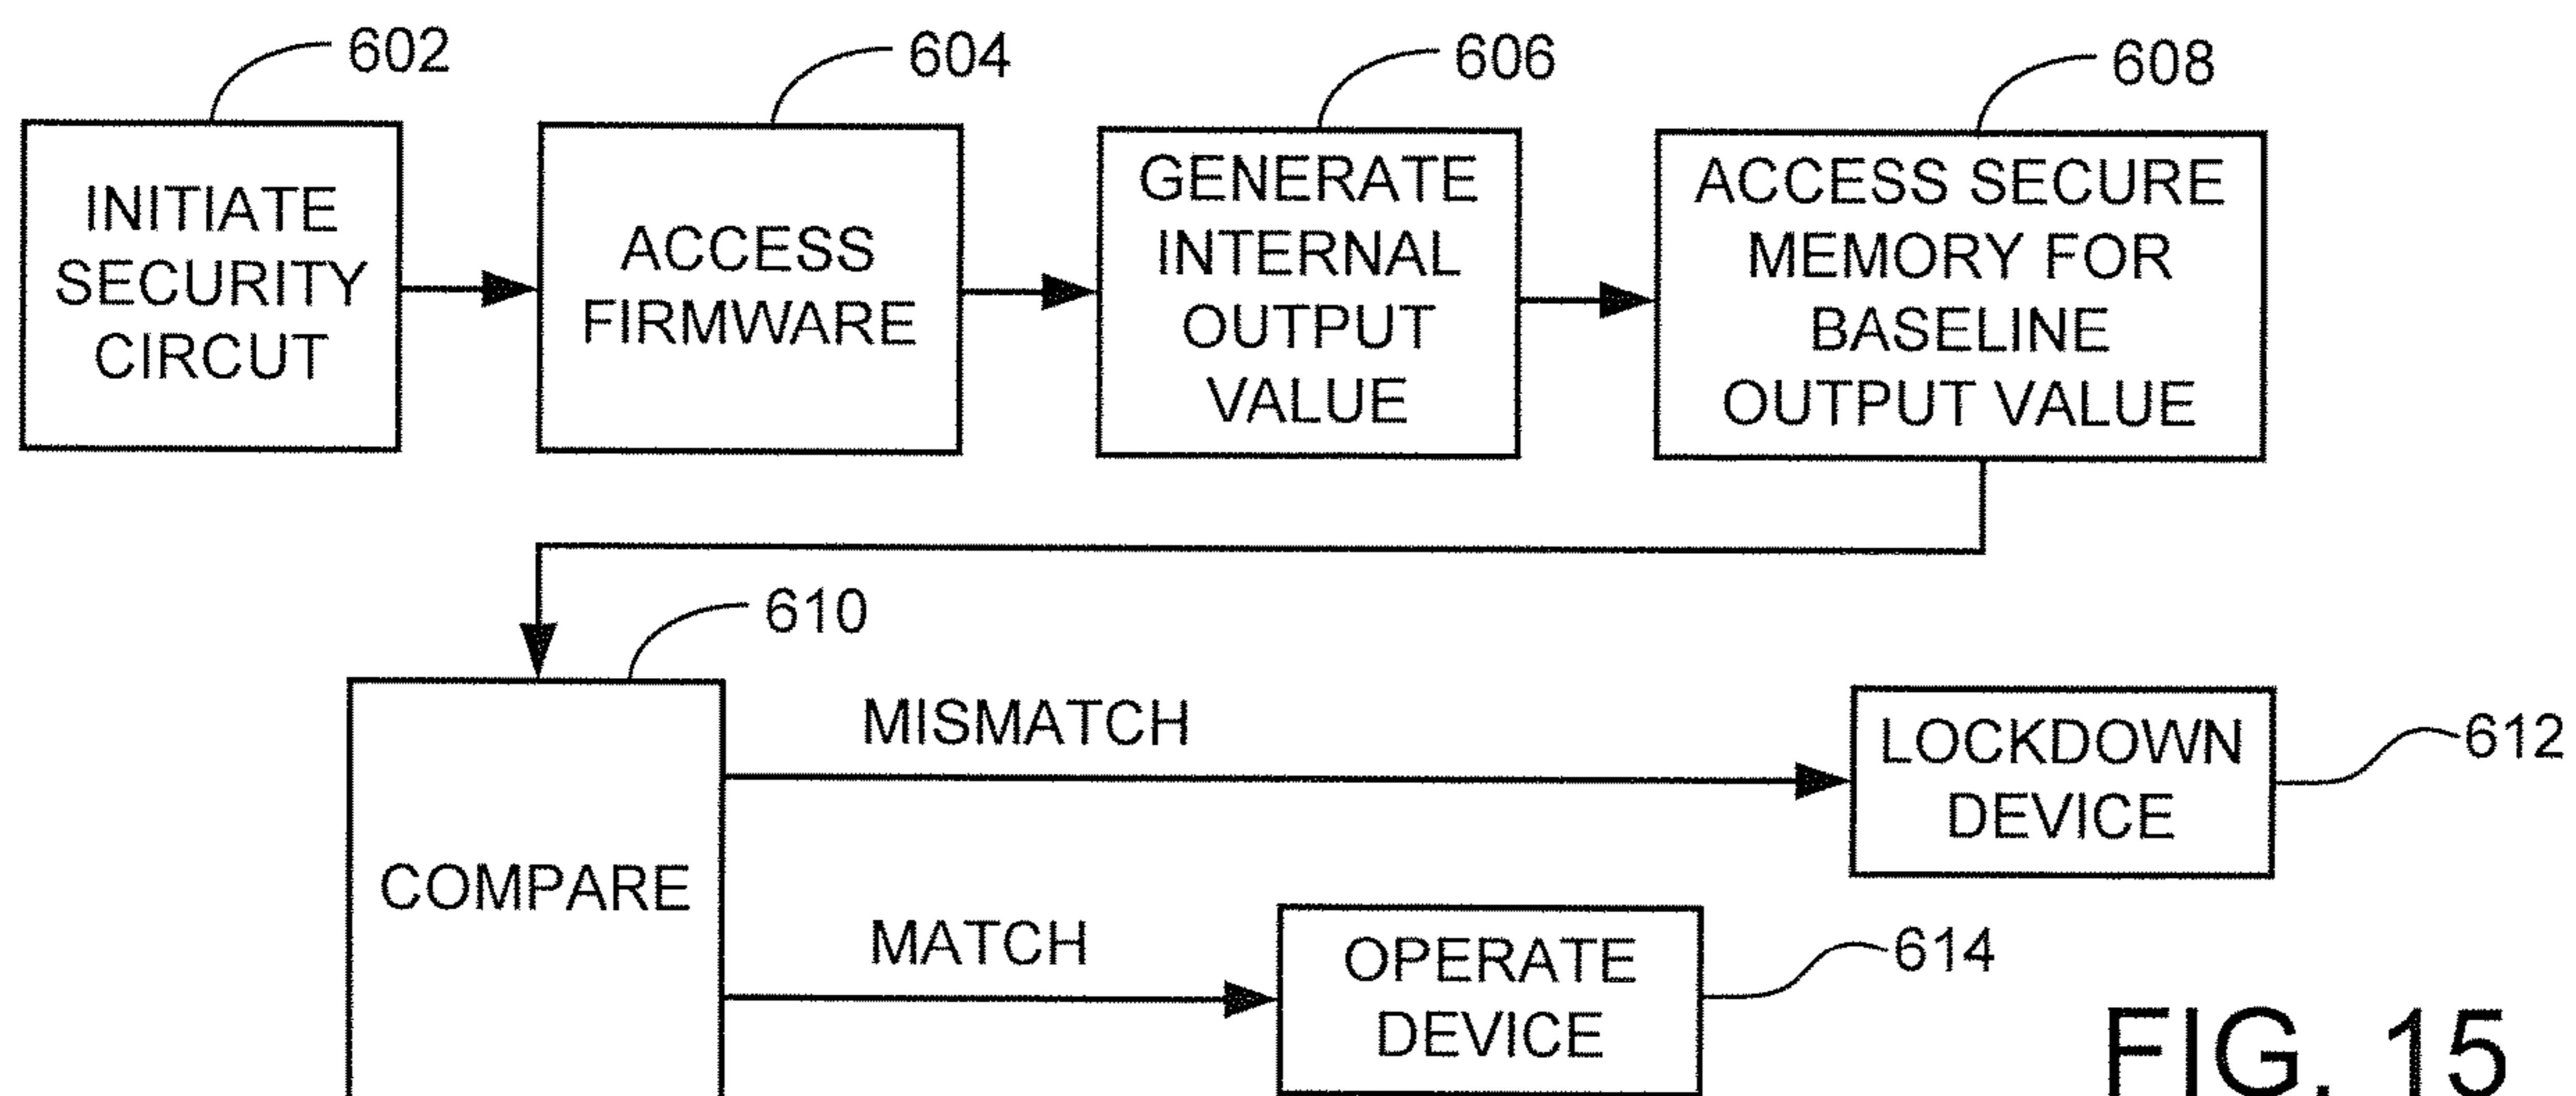 602
INITIATE
SECURITY
CIRCUT
604
ACCESS
FIRMWARE
606
GENERATE
INTERNAL
OUTPUT
VALUE
608
ACCESS SECURE
MEMORY FOR
BASELINE
OUTPUT VALUE
610
COMPARE
MISMATCH
LOCKDOWN
DEVICE
612
MATCH
OPERATE
DEVICE
614
FIG. 15